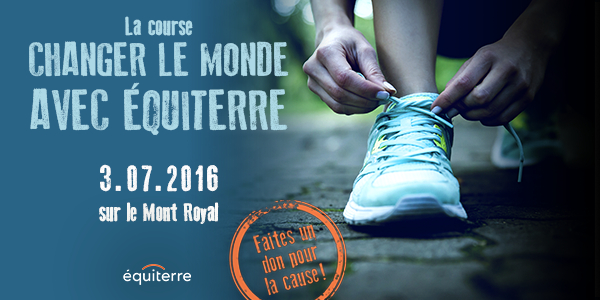 La course
CHANGER LE MONDE
AVEC ÉQUITERRE
3.07.2016
sur le Mont Royal
Faites un
don pour
la cause!
équiterre